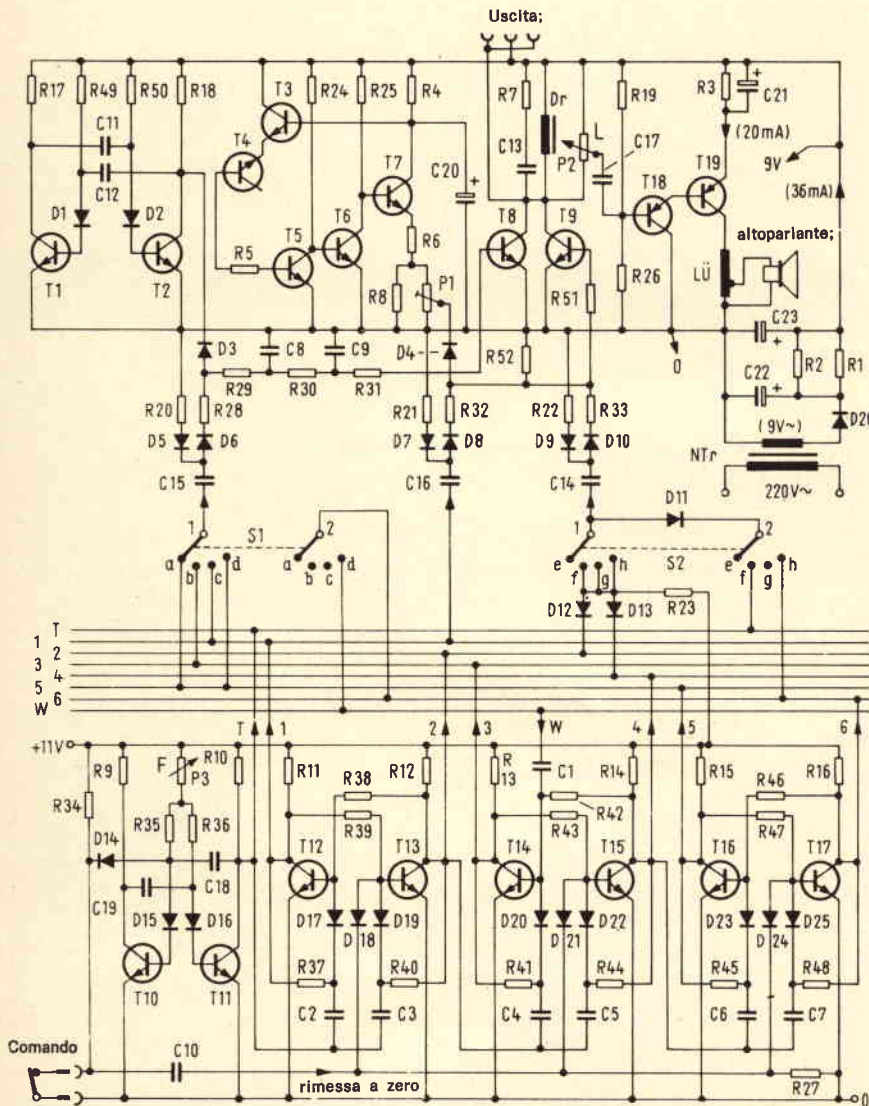 Uscita;
R17 R49 R50 R18 T3 R24 R25 R4 R7 Dr R19 R3 C21
C11 T4 C13 L C17 (20mA)
C12 T7 C20 P2 T18 T19 9V (36mA)
D1 D2 T5 T6 R6 T8 T9 altopariante;
T1 T2 R5 R8 P1 R51 R26 LÜ
D3 C8 C9 D4 R52 0 C23 R2 R1
R29 R30 R31 C22
R20 R28 R21 R32 R22 R33 (9V~)
D5 D6 D7 D8 D9 D10 NTr
C15 C16 C14 D11 220V~
1 S1 2 1 S2 2
a b c d a b c d e f g h e f g h
D12 D13 R23
T
1
2
3
4
5
6
W
T 1 2 3 W 4 5 6
+11V
R9 F P3 R10 R11 R12 R13 C1 R14 R15 R16
R34 R38 R42 R46
R35 R36 R39 R43 R47
D14 C18 T12 T13 T14 T15 T16 T17
C19 D15 D16 D17 D18 D19 D20 D21 D22 D23 D24 D25
T10 T11 R37 R40 R41 R44 R45 R48
C2 C3 C4 C5 C6 C7
Comando C10
rimessa a zero R27
0